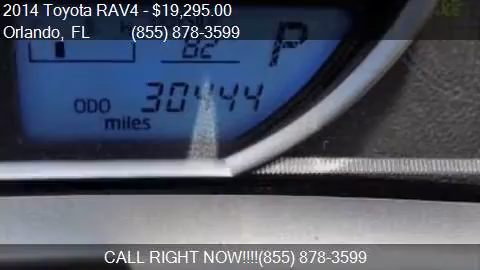 2014 Toyota RAV4 - $19,295.00
Orlando, FL (855) 878-3599
82
P
ODO 30444
miles
CALL RIGHT NOW!!!!(855) 878-3599